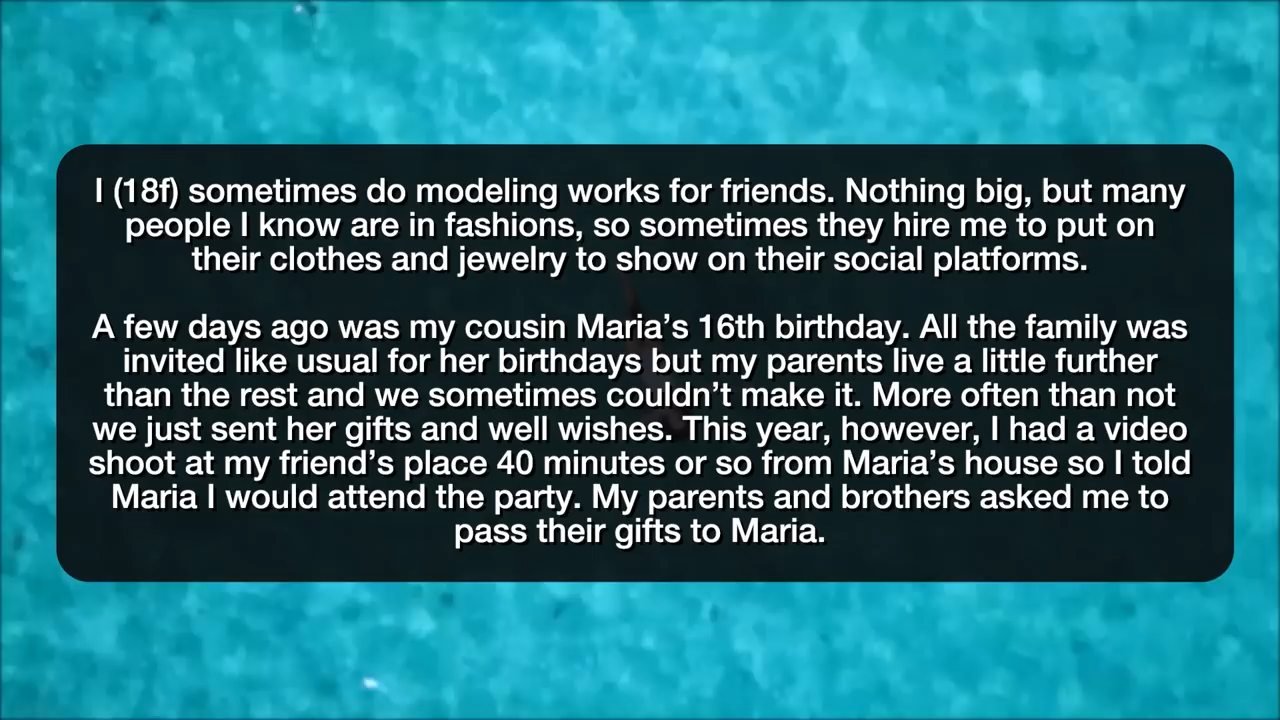 I (18f) sometimes do modeling works for friends. Nothing big, but many
people I know are in fashions, so sometimes they hire me to put on
their clothes and jewelry to show on their social platforms.
A few days ago was my cousin Maria’s 16th birthday. All the family was
invited like usual for her birthdays but my parents live a little further
than the rest and we sometimes couldn’t make it. More often than not
we just sent her gifts and well wishes. This year, however, I had a video
shoot at my friend’s place 40 minutes or so from Maria’s house so I told
Maria I would attend the party. My parents and brothers asked me to
pass their gifts to Maria.